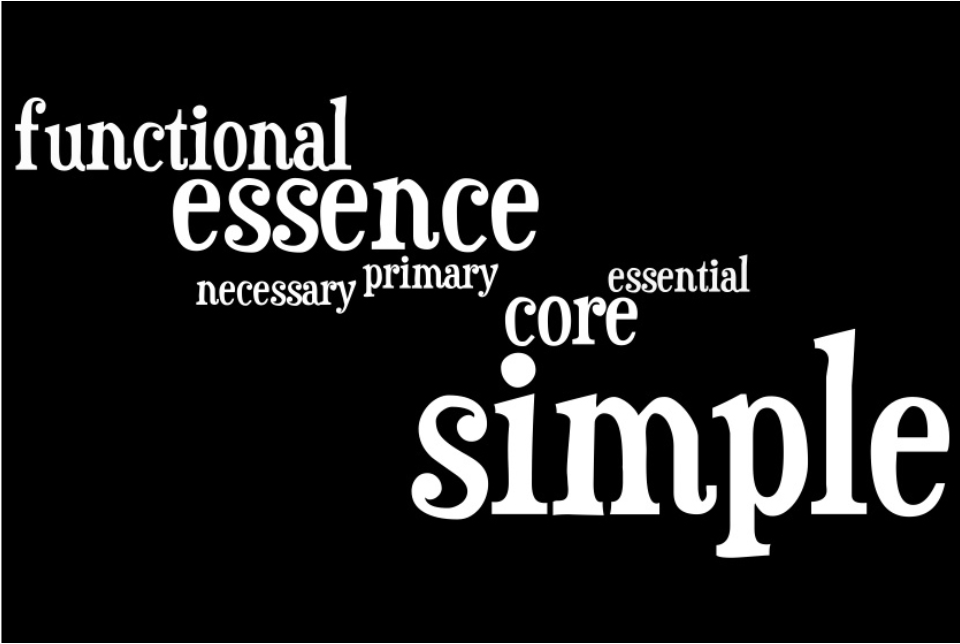 functional
essence
necessary primary essential
core
simple